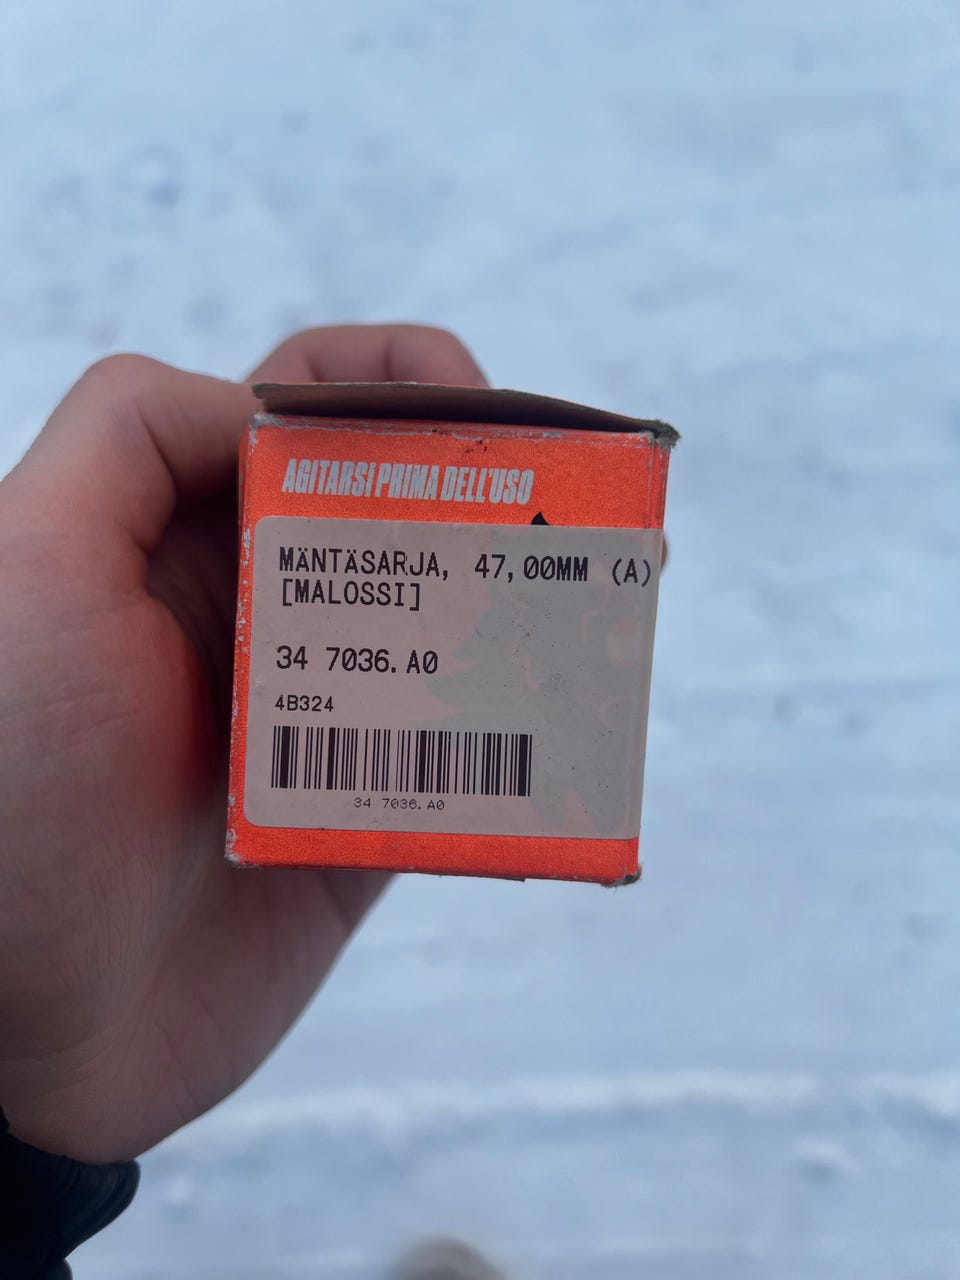 AGITARSI PRIMA DELL'USO
MÄNTÄSARJA, 47,00MM (A)
[MALOSSI]
34 7036.A0
4B324
34 7036.A0